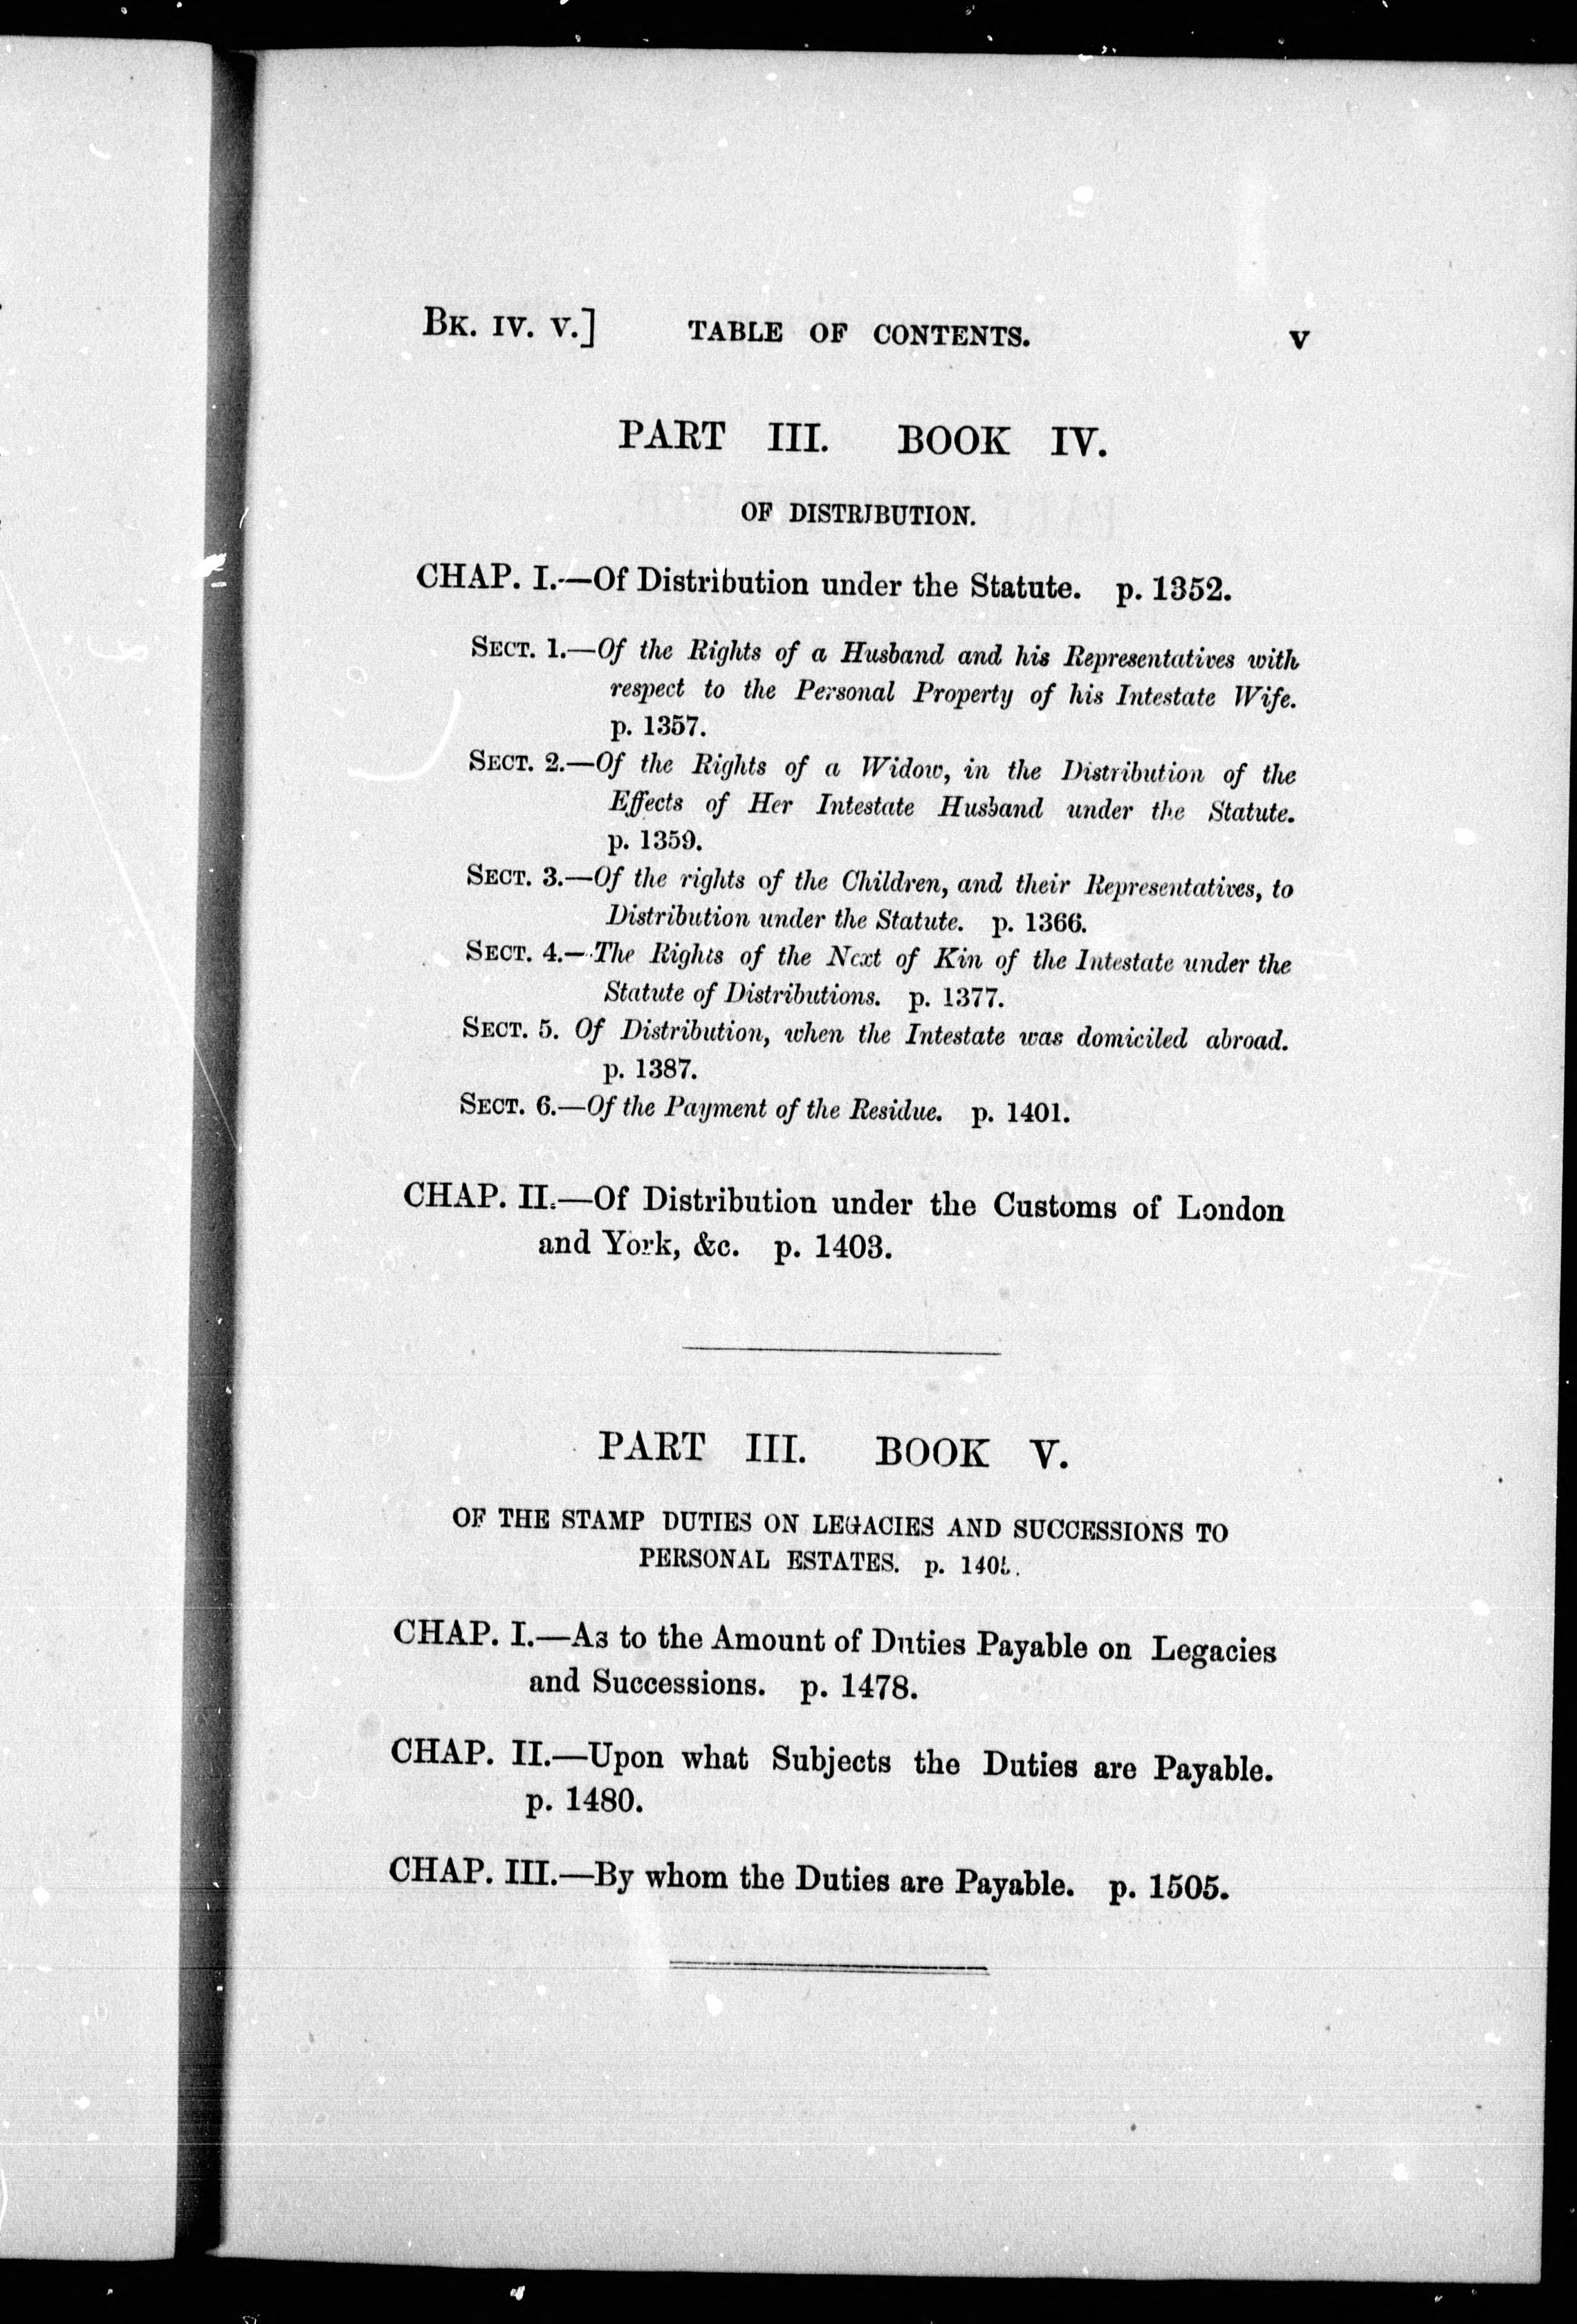 BK. IV. V.] TABLE OF CONTENTS. V
PART III. BOOK IV.
OF DISTRIBUTION.
CHAP. I.—Of Distribution under the Statute. p. 1352.
SECT. 1.—Of the Rights of a Husband and his Representatives with
respect to the Personal Property of his Intestate Wife.
p. 1357.
SECT. 2.—Of the Rights of a Widow, in the Distribution of the
Effects of Her Intestate Husband under the Statute.
p. 1359.
SECT. 3.—Of the rights of the Children, and their Representatives, to
Distribution under the Statute. p. 1366.
SECT. 4.—The Rights of the Next of Kin of the Intestate under the
Statute of Distributions. p. 1377.
SECT. 5. Of Distribution, when the Intestate was domiciled abroad.
p. 1387.
SECT. 6.—Of the Payment of the Residue. p. 1401.
CHAP. II.—Of Distribution under the Customs of London
and York, &c. p. 1403.
PART III. BOOK V.
OF THE STAMP DUTIES ON LEGACIES AND SUCCESSIONS TO
PERSONAL ESTATES. p.
CHAP. I.—As to the Amount of Duties Payable on Legacies
and Successions. p. 1478.
CHAP. II.—Upon what Subjects the Duties are Payable.
p. 1480.
CHAP. III.—By whom the Duties are Payable. p. 1505.